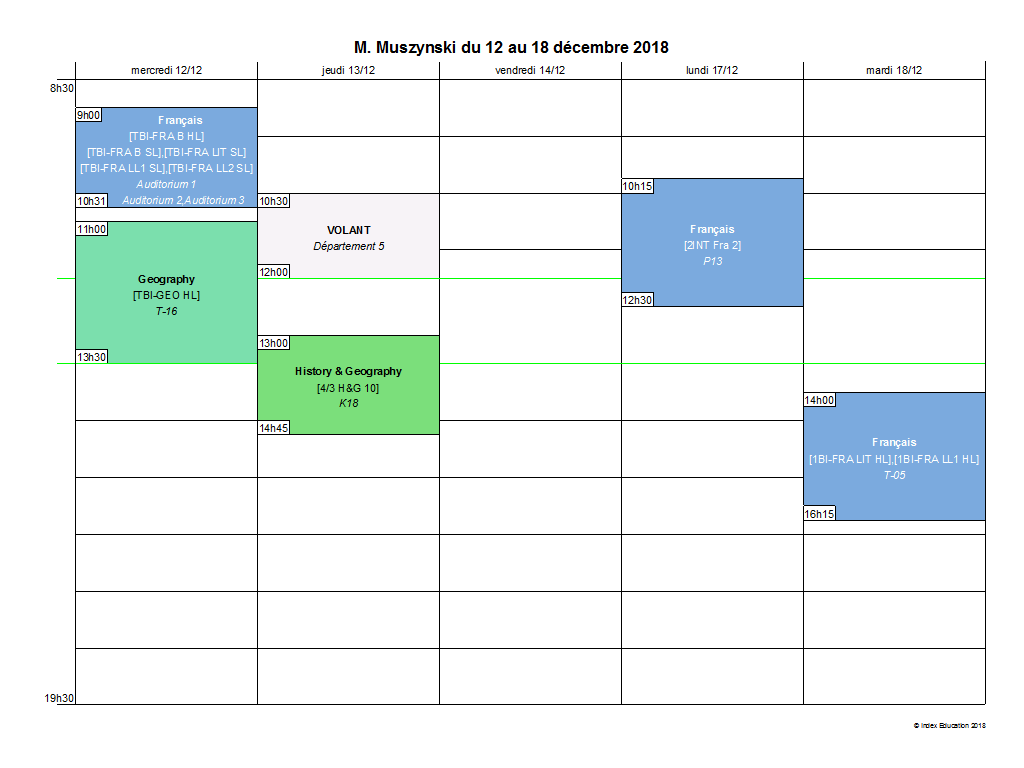 M. Muszynski du 12 au 18 décembre 2018
mercredi 12/12
jeudi 13/12
vendredi 14/12
lundi 17/12
mardi 18/12
8h30
9h00
Français
[TBI-FRA B HL]
[TBI-FRA B SL],[TBI-FRA LIT SL]
[TBI-FRA LL1 SL],[TBI-FRA LL2 SL]
Auditorium 1
Auditorium 2,Auditorium 3
10h31
11h00
Geography
[TBI-GEO HL]
T-16
13h30
10h30
VOLANT
Département 5
12h00
13h00
History & Geography
[4/3 H&G 10]
K18
14h45
10h15
Français
[2INT Fra 2]
P13
12h30
14h00
Français
[1BI-FRA LIT HL],[1BI-FRA LL1 HL]
T-05
16h15
19h30
© Index Education 2018